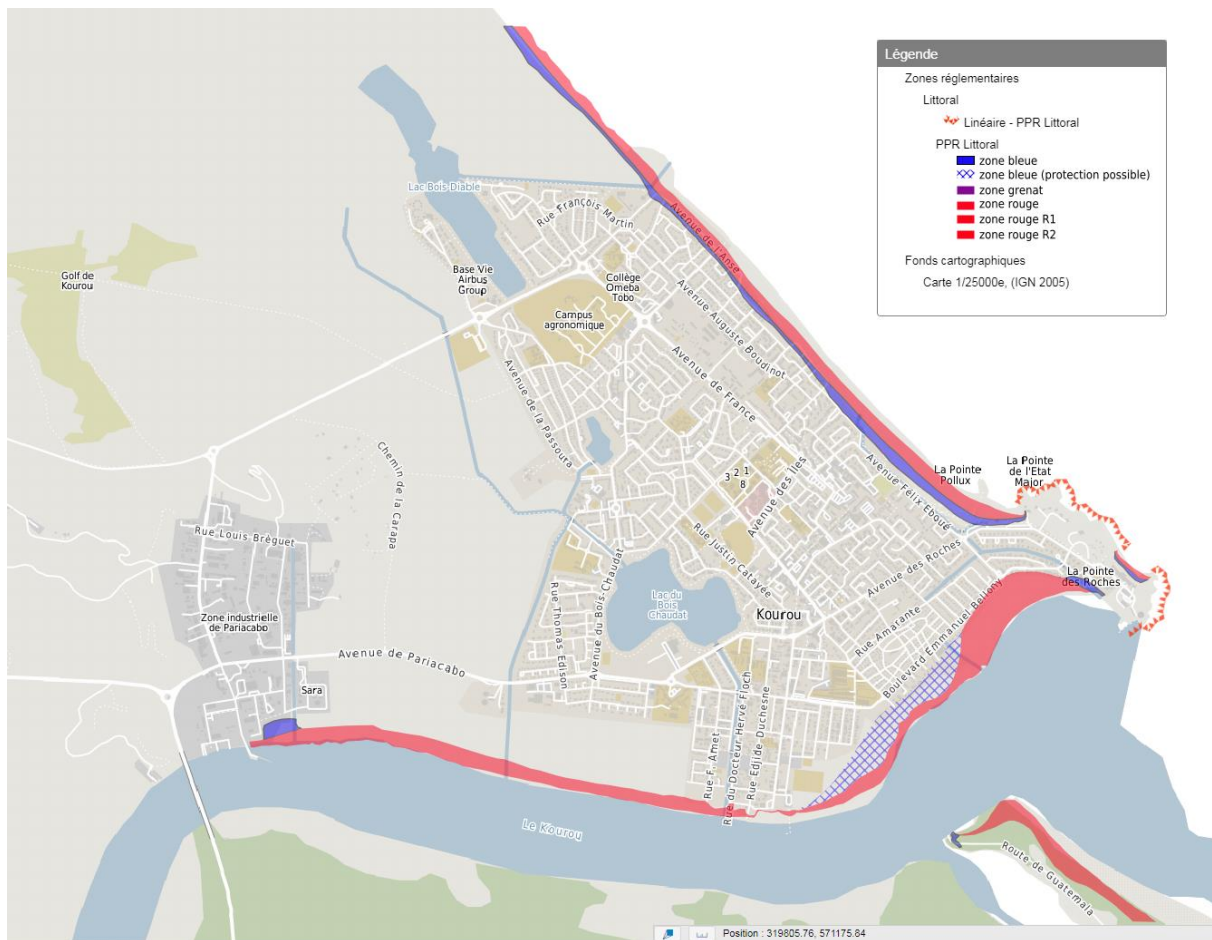 Légende
Zones réglementaires
Littoral
Linéaire - PPR Littoral
PPR Littoral
zone bleue
zone bleue (protection possible)
zone grenat
zone rouge
zone rouge R1
zone rouge R2
Fonds cartographiques
Carte 1/25000e, (IGN 2005)
Lac Bois-Diable
Rue François Martin
Avenue de l'Anse
Golf de
Kourou
Base Vie
Airbus
Group
Collège
Omeba
Tobo
Campus
agronomique
Avenue Auguste Boudinot
Avenue de France
Avenue de la Passoura
Chemin de la Carapa
3 2 1
8
Avenue des Îles
Avenue Félix Eboué
La Pointe
Pollux
La Pointe
de l'Etat
Major
Rue Louis Brèguet
Rue Justin Catayée
Avenue des Roches
La Pointe
des Roches
Zone industrielle
de Pariacabo
Rue Thomas Edison
Avenue du Bois-Chaudat
Lac du
Bois
Chaudat
Kourou
Rue Amarante
Boulevard Emmanuel Bellony
Avenue de Pariacabo
Sara
Rue F. Arnet
Rue du Docteur Hervé Floch
Rue Edjide Duchesne
Le Kourou
Route de Guatemala
Position : 319805.76, 571175.84